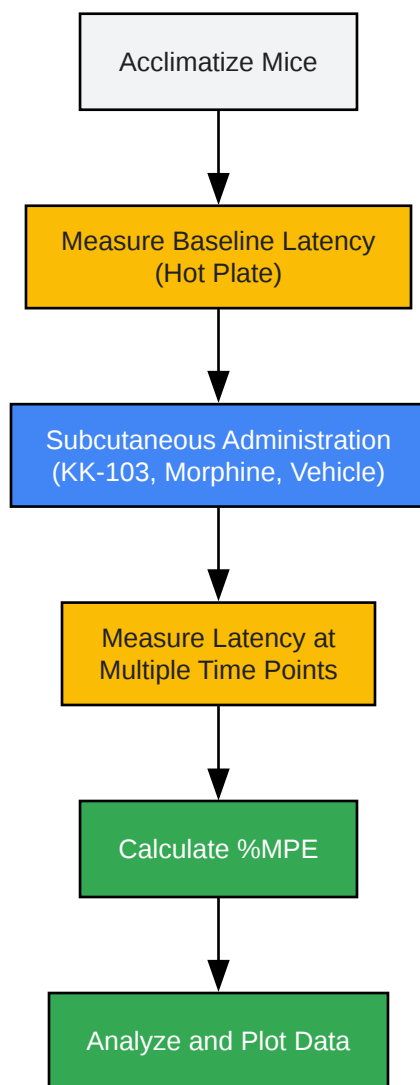 Acclimatize Mice
Measure Baseline Latency
(Hot Plate)
Subcutaneous Administration
(KK-103, Morphine, Vehicle)
Measure Latency at
Multiple Time Points
Calculate %MPE
Analyze and Plot Data